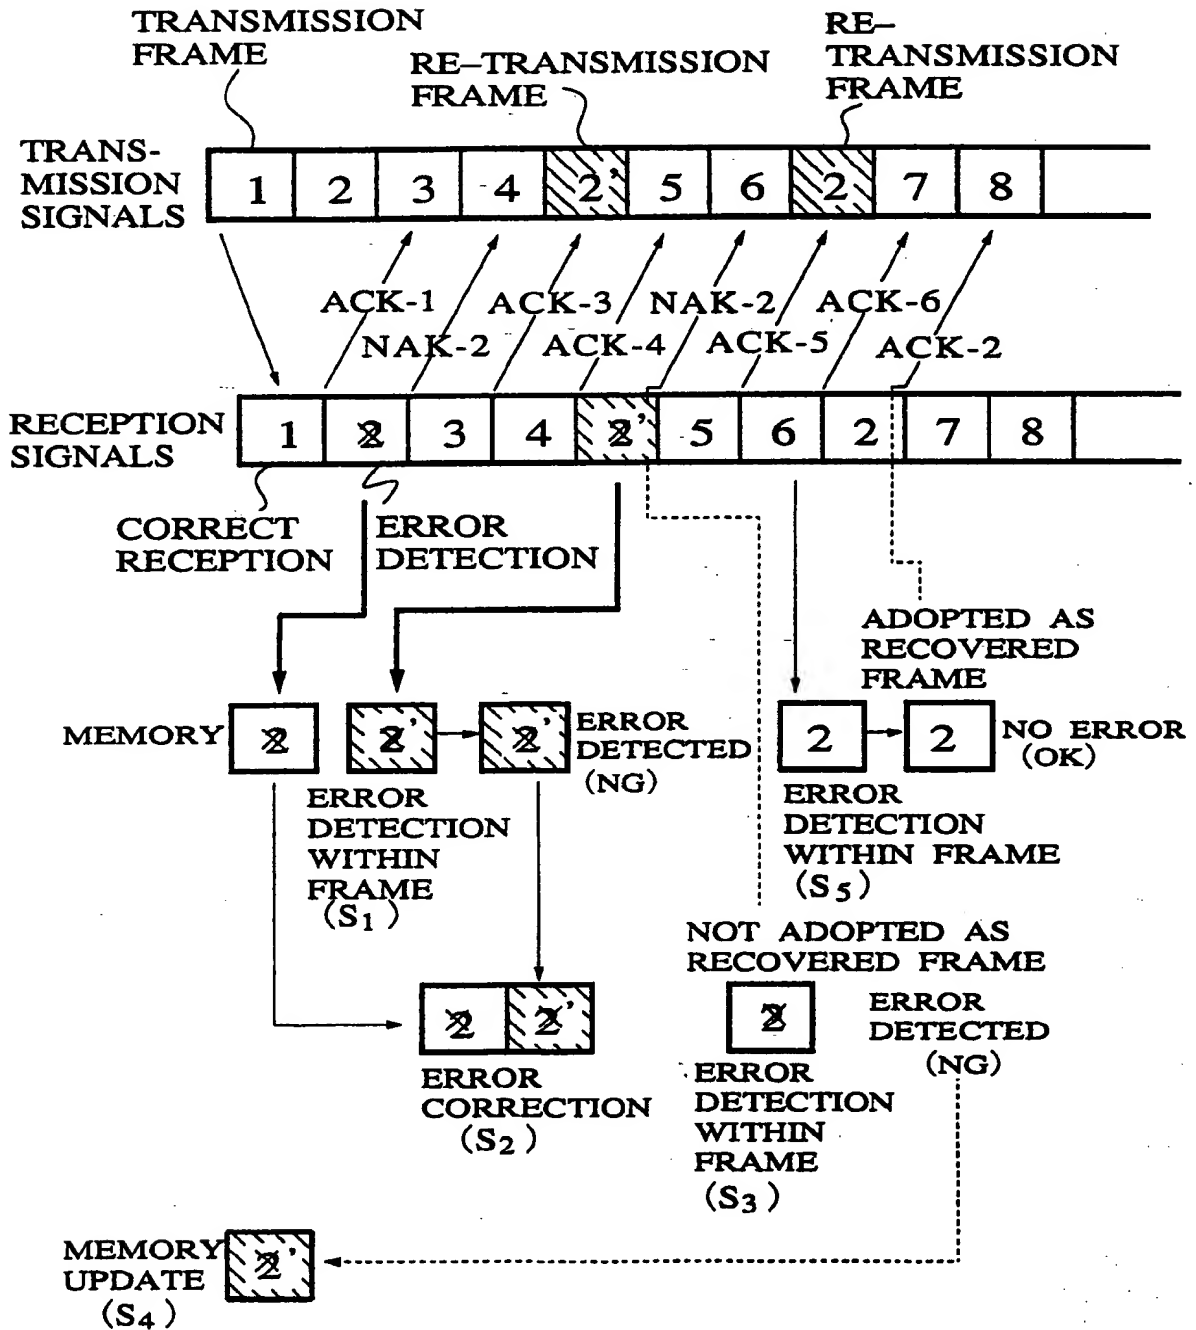 TRANSMISSION
FRAME
RE-TRANSMISSION
FRAME
RE-
TRANSMISSION
FRAME
TRANS-
MISSION
SIGNALS
1 2 3 4 2' 5 6 2 7 8
ACK-1 ACK-3 NAK-2 ACK-6
NAK-2 ACK-4 ACK-5 ACK-2
RECEPTION
SIGNALS
1 2 3 4 2' 5 6 2 7 8
CORRECT
RECEPTION
ERROR
DETECTION
ADOPTED AS
RECOVERED
FRAME
MEMORY
2 2' 2'
ERROR
DETECTED
(NG)
2 2
NO ERROR
(OK)
ERROR
DETECTION
WITHIN
FRAME
(S1)
ERROR
DETECTION
WITHIN FRAME
(S5)
NOT ADOPTED AS
RECOVERED FRAME
2 2'
ERROR
CORRECTION
(S2)
2
ERROR
DETECTED
(NG)
ERROR
DETECTION
WITHIN
FRAME
(S3)
MEMORY
UPDATE
(S4)
2'